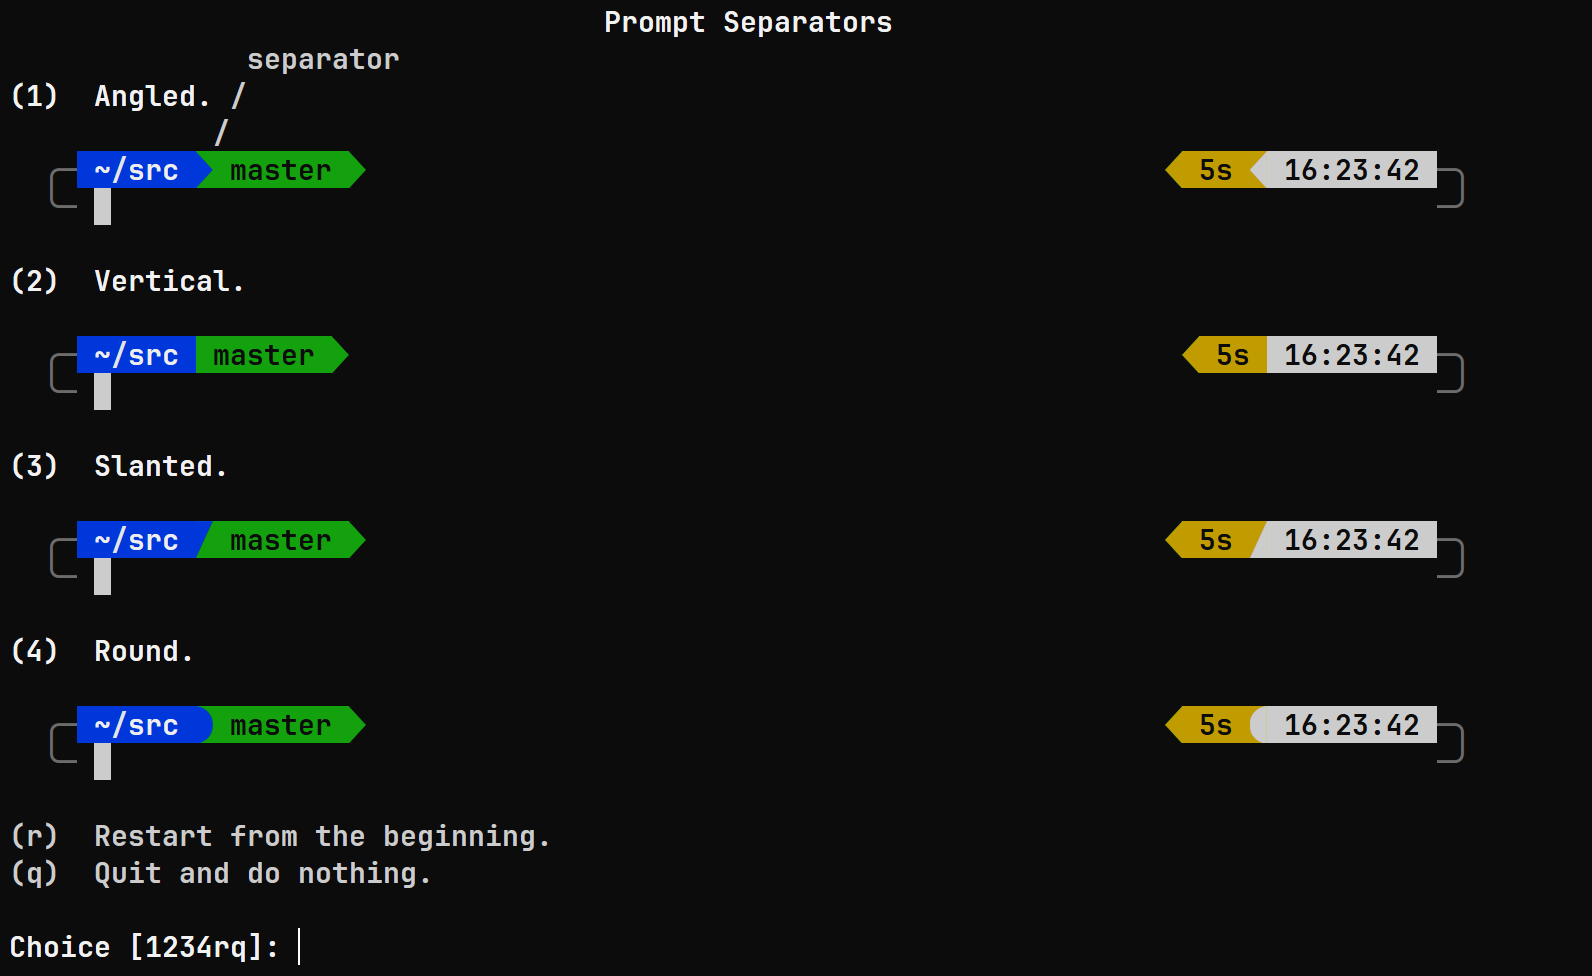 Prompt Separators
separator
(1) Angled. /
/
~/src master 5s 16:23:42
(2) Vertical.
~/src master 5s 16:23:42
(3) Slanted.
~/src master 5s 16:23:42
(4) Round.
~/src master 5s 16:23:42
(r) Restart from the beginning.
(q) Quit and do nothing.
Choice [1234rq]: